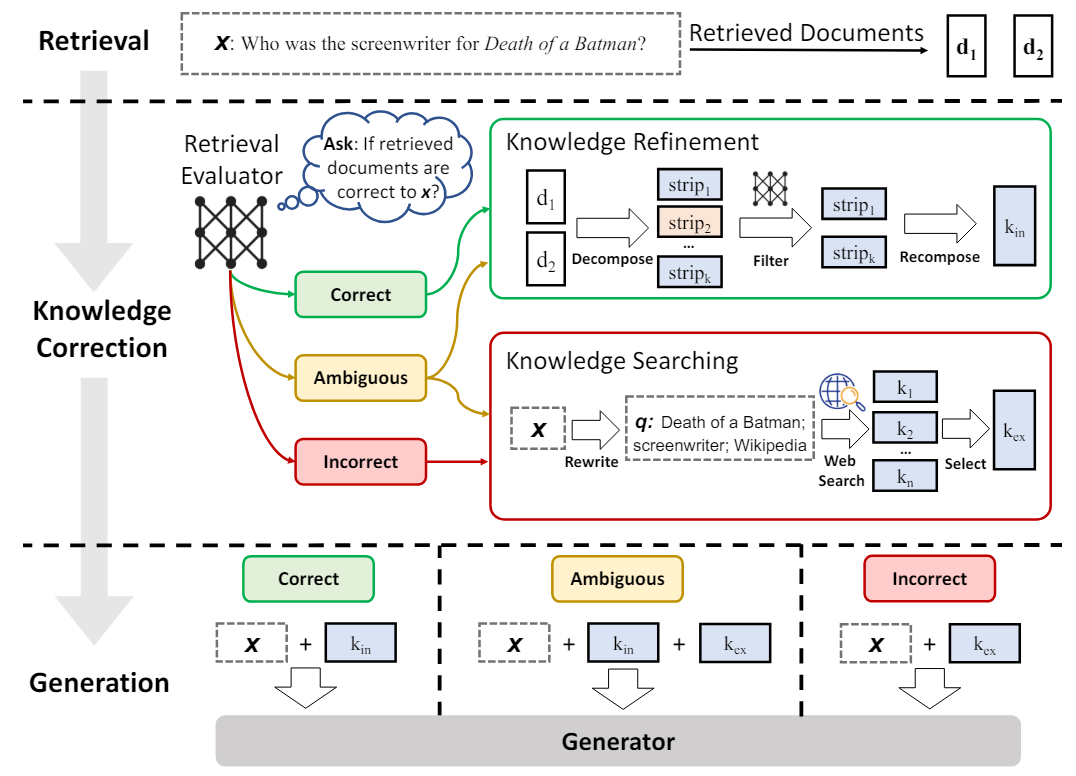 Retrieval
x: Who was the screenwriter for Death of a Batman?
Retrieved Documents
d1
d2
Retrieval
Evaluator
Ask: If retrieved
documents are
correct to x?
Correct
Ambiguous
Incorrect
Knowledge
Correction
Knowledge Refinement
d1
d2
Decompose
strip1
strip2
...
stripk
Filter
strip1
stripk
Recompose
kin
Knowledge Searching
x
Rewrite
q: Death of a Batman;
screenwriter; Wikipedia
Web
Search
k1
k2
...
kn
Select
kex
Generation
Correct
x + kin
Ambiguous
x + kin + kex
Incorrect
x + kex
Generator